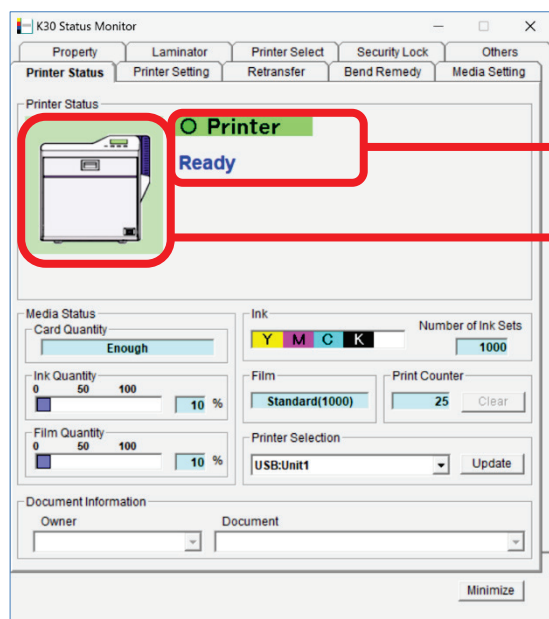 K30 Status Monitor
Property Laminator Printer Select Security Lock Others
Printer Status Printer Setting Retransfer Bend Remedy Media Setting
Printer Status
O Printer
Ready
Media Status
Card Quantity
Enough
Ink
Y M C K
Number of Ink Sets
1000
Ink Quantity
0 50 100
10 %
Film
Standard(1000)
Print Counter
25 Clear
Film Quantity
0 50 100
10 %
Printer Selection
USB:Unit1 Update
Document Information
Owner Document
Minimize